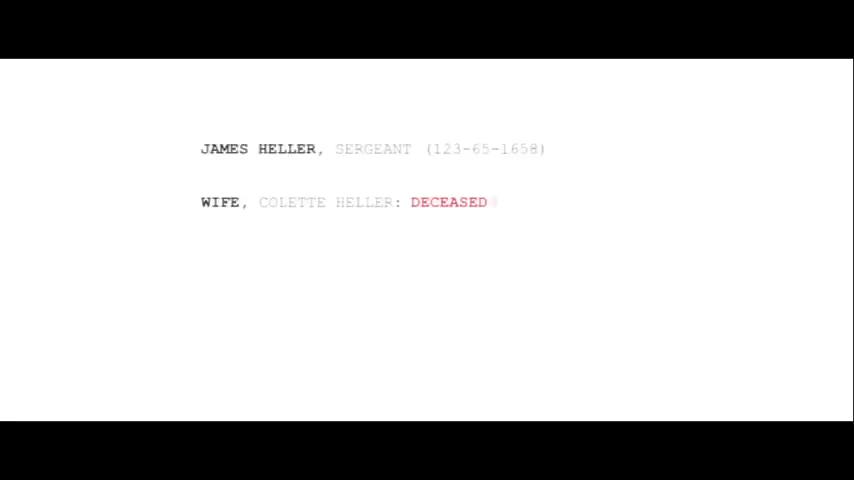 JAMES HELLER, SERGEANT (123-65-1658)
WIFE, COLETTE HELLER: DECEASED